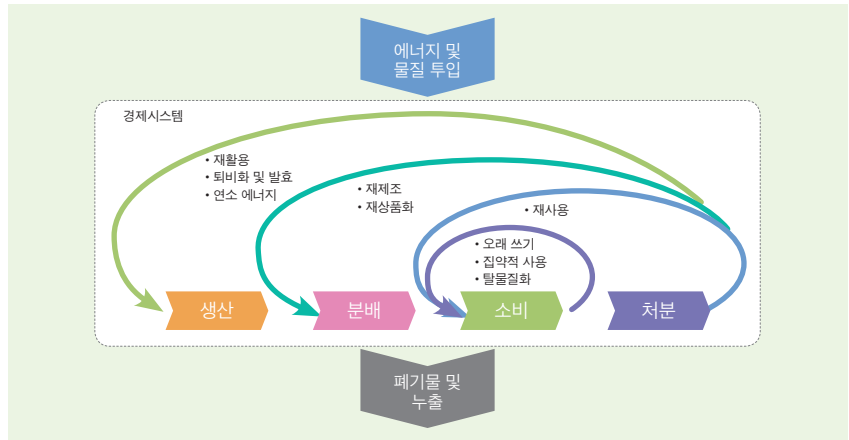 에너지 및
물질 투입
경제시스템
• 재활용
• 퇴비화 및 발효
• 연소 에너지
• 재제조
• 재상품화
• 재사용
• 오래 쓰기
• 집약적 사용
• 탈물질화
생산
분배
소비
처분
폐기물 및
누출